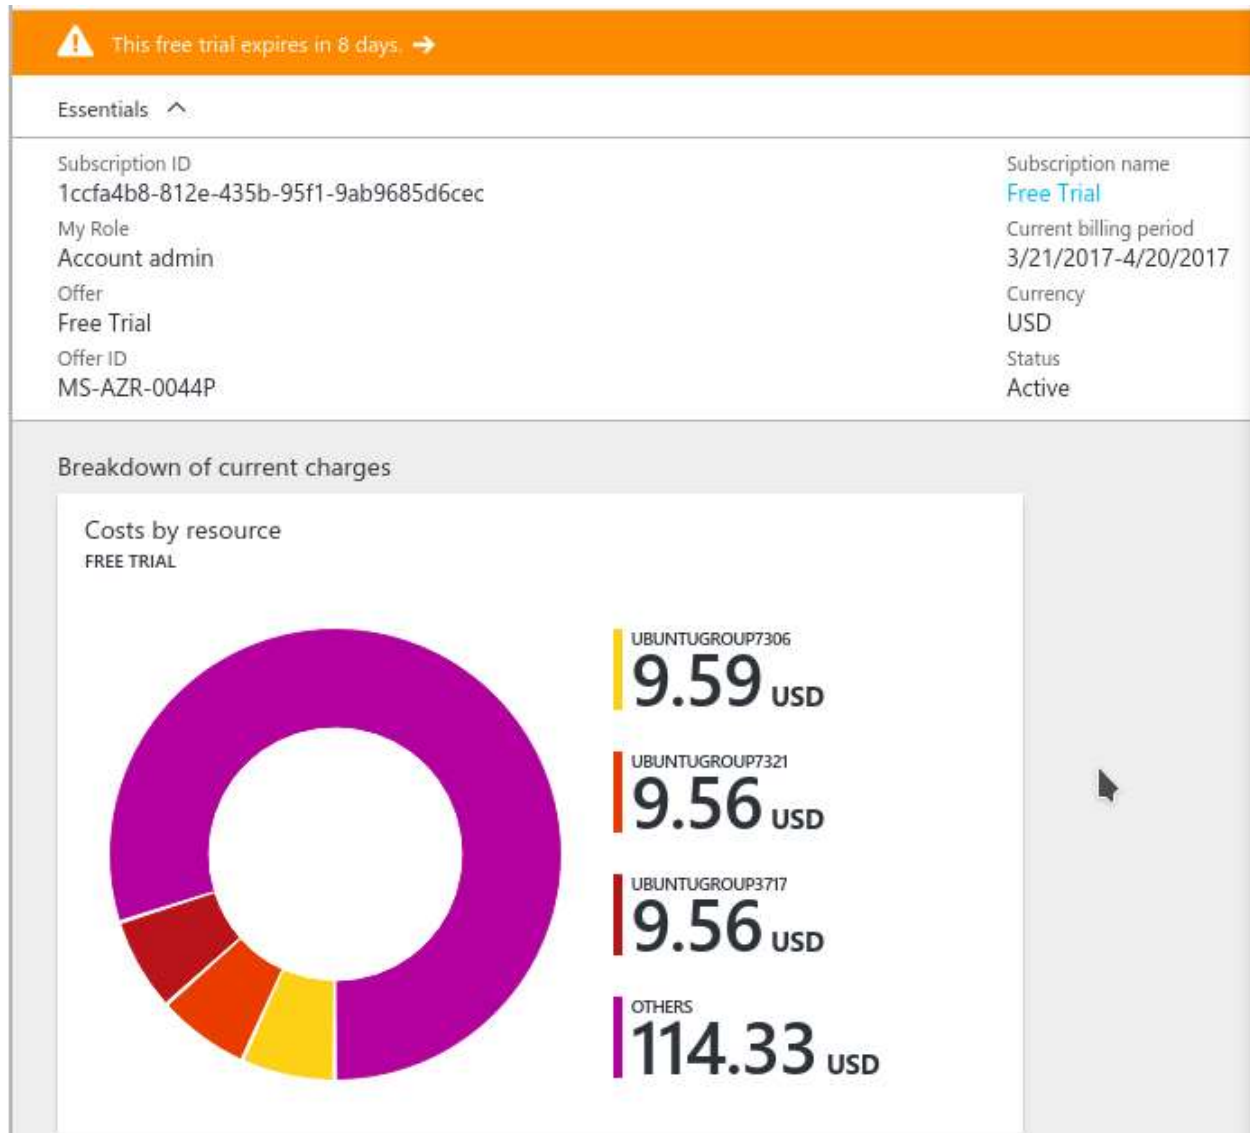 This free trial expires in 8 days. →
Essentials
Subscription ID
1ccfa4b8-812e-435b-95f1-9ab9685d6cec
My Role
Account admin
Offer
Free Trial
Offer ID
MS-AZR-0044P
Subscription name
Free Trial
Current billing period
3/21/2017-4/20/2017
Currency
USD
Status
Active
Breakdown of current charges
Costs by resource
FREE TRIAL
UBUNTUGROUP7306
9.59 USD
UBUNTUGROUP7321
9.56 USD
UBUNTUGROUP3717
9.56 USD
OTHERS
114.33 USD